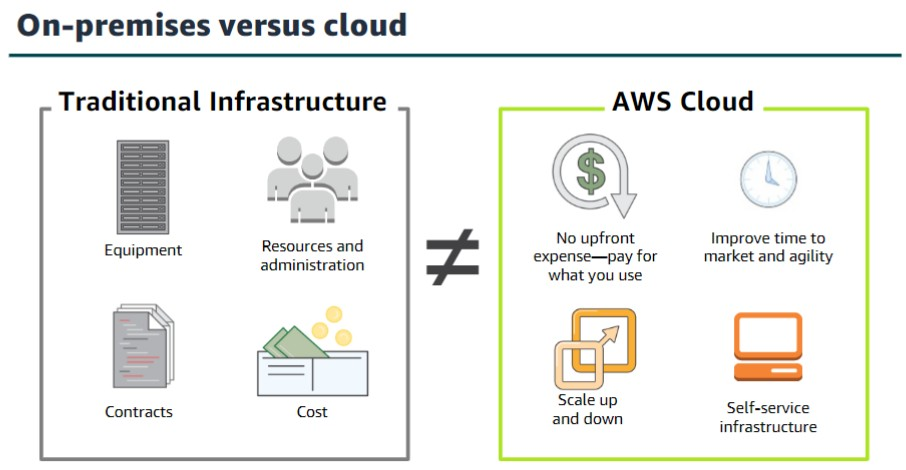 On-premises versus cloud
Traditional Infrastructure
Equipment
Resources and
administration
Contracts
Cost
≠
AWS Cloud
$
No upfront
expense—pay for
what you use
Improve time to
market and agility
Scale up
and down
Self-service
infrastructure